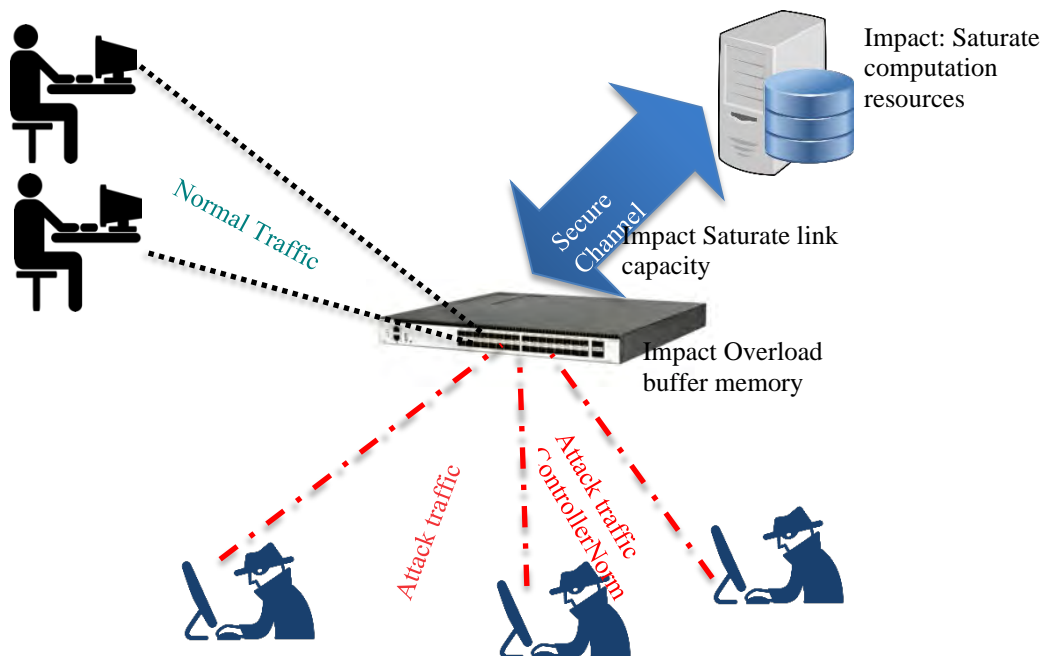 Impact: Saturate
computation
resources
Normal Traffic
Secure
Channel
Impact Saturate link
capacity
Impact Overload
buffer memory
Attack traffic
Attack traffic
ControllerNorm